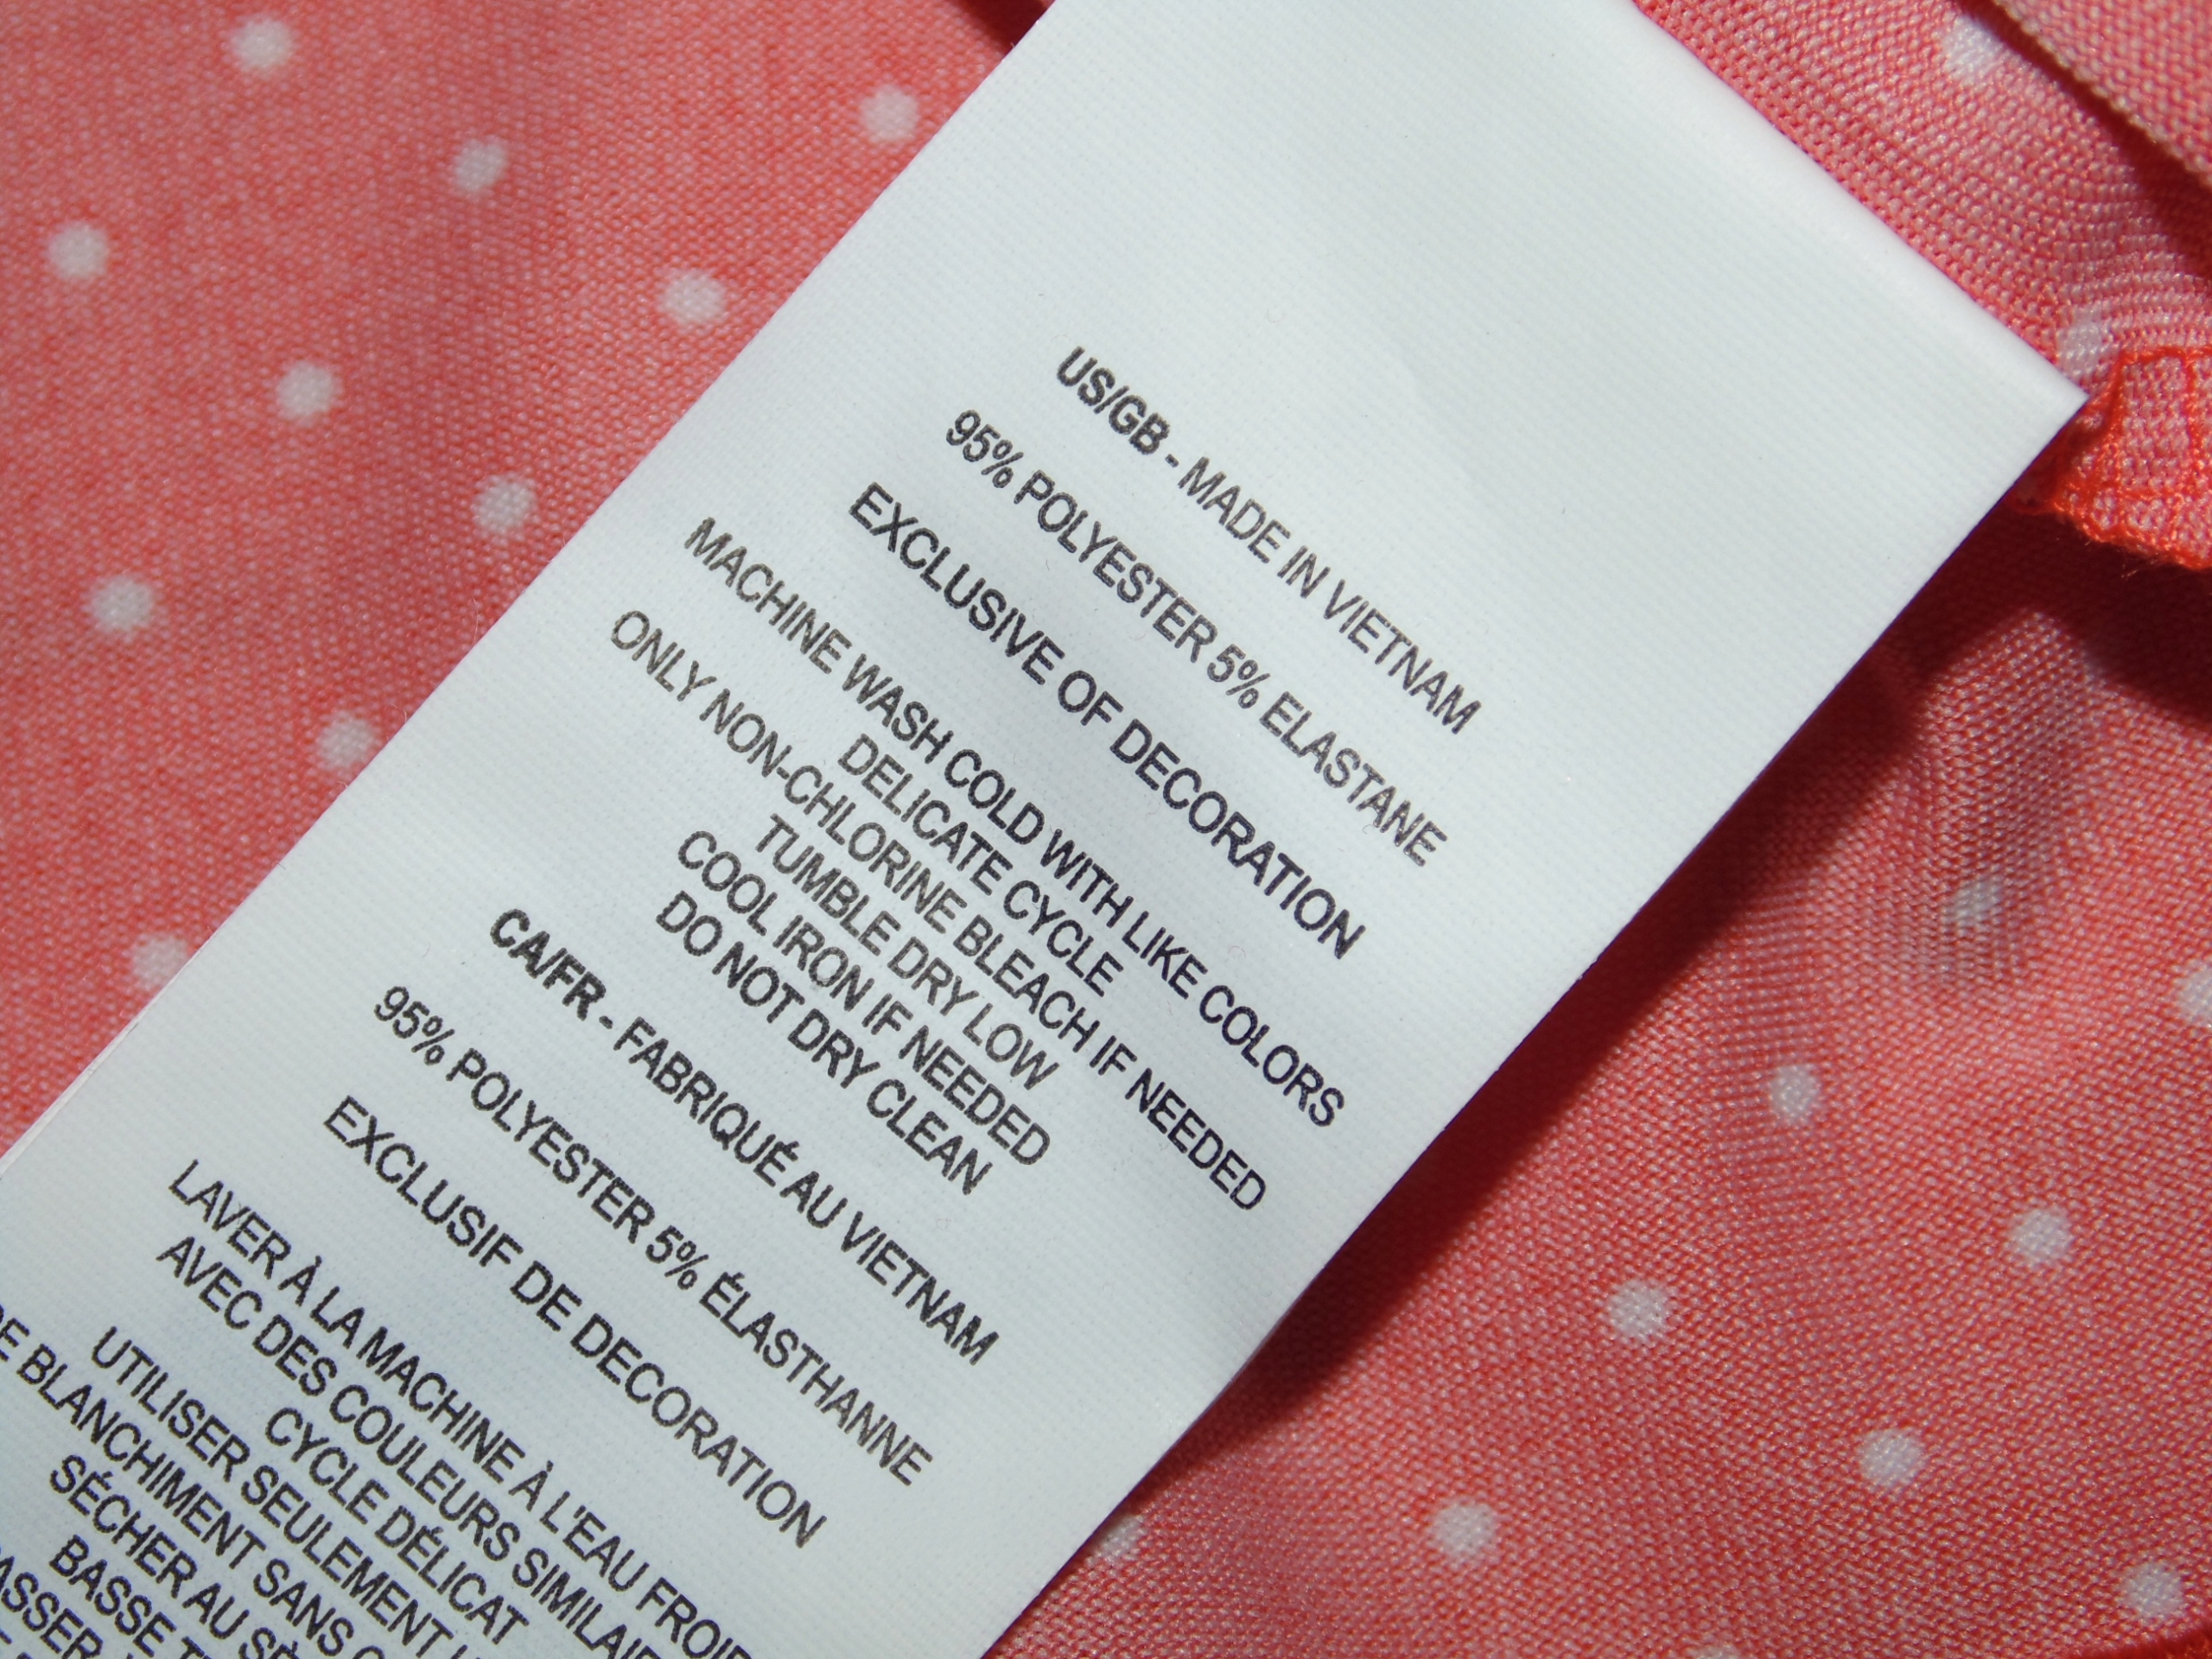 US/GB - MADE IN VIETNAM
95% POLYESTER 5% ELASTANE
EXCLUSIVE OF DECORATION
MACHINE WASH COLD WITH LIKE COLORS
DELICATE CYCLE
ONLY NON-CHLORINE BLEACH IF NEEDED
TUMBLE DRY LOW
COOL IRON IF NEEDED
DO NOT DRY CLEAN
CA/FR - FABRIQUÉ AU VIETNAM
95% POLYESTER 5% ÉLASTHANNE
EXCLUSIF DE DECORATION
LAVER À LA MACHINE À L'EAU
AVEC DES COULEURS
CYCLE DÉLICAT
UTILISER SEULEMENT
BLANCHIMENT SANS
SÉCHER AU
BASSE